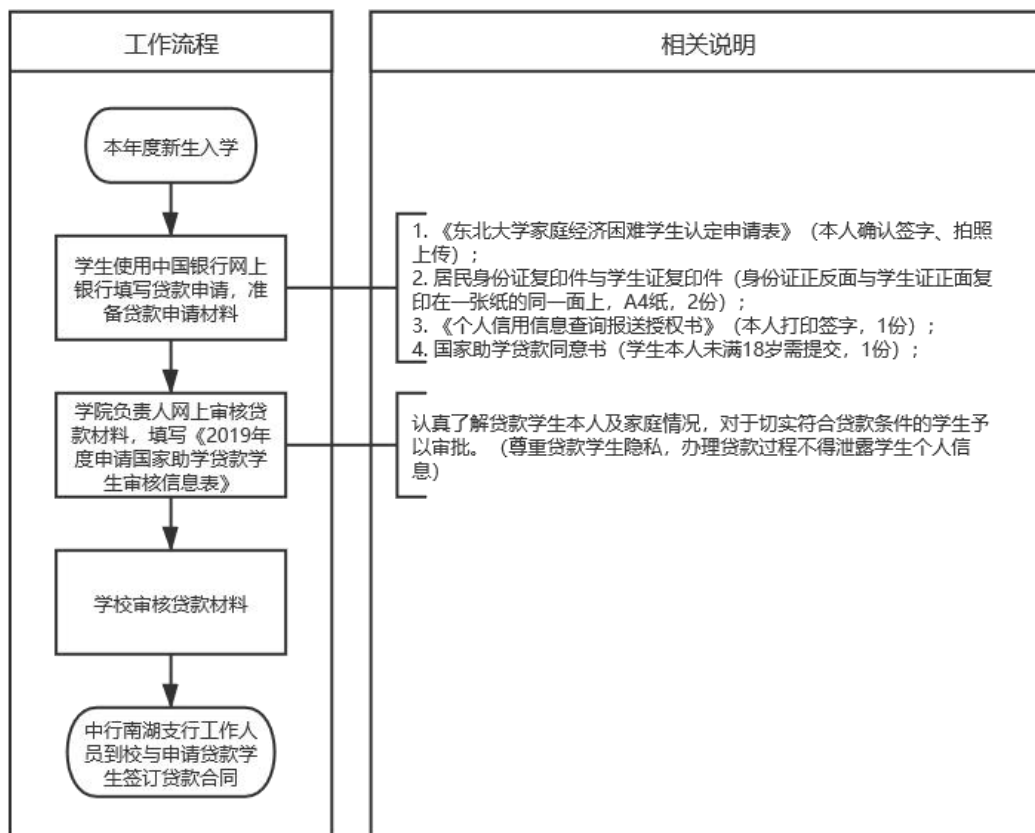 工作流程
相关说明
本年度新生入学
学生使用中国银行网上
银行填写贷款申请，准
备贷款申请材料
1. 《东北大学家庭经济困难学生认定申请表》（本人确认签字、拍照
上传）；
2. 居民身份证复印件与学生证复印件（身份证正反面与学生证正面复
印在一张纸的同一面上，A4纸，2份）；
3. 《个人信用信息查询报送授权书》（本人打印签字，1份）；
4. 国家助学贷款同意书（学生本人未满18岁需提交，1份）；
学院负责人网上审核贷
款材料，填写《2019年
度申请国家助学贷款学
生审核信息表》
认真了解贷款学生本人及家庭情况，对于切实符合贷款条件的学生予
以审批。（尊重贷款学生隐私，办理贷款过程不得泄露学生个人信
息）
学校审核贷款材料
中行南湖支行工作人
员到校与申请贷款学
生签订贷款合同